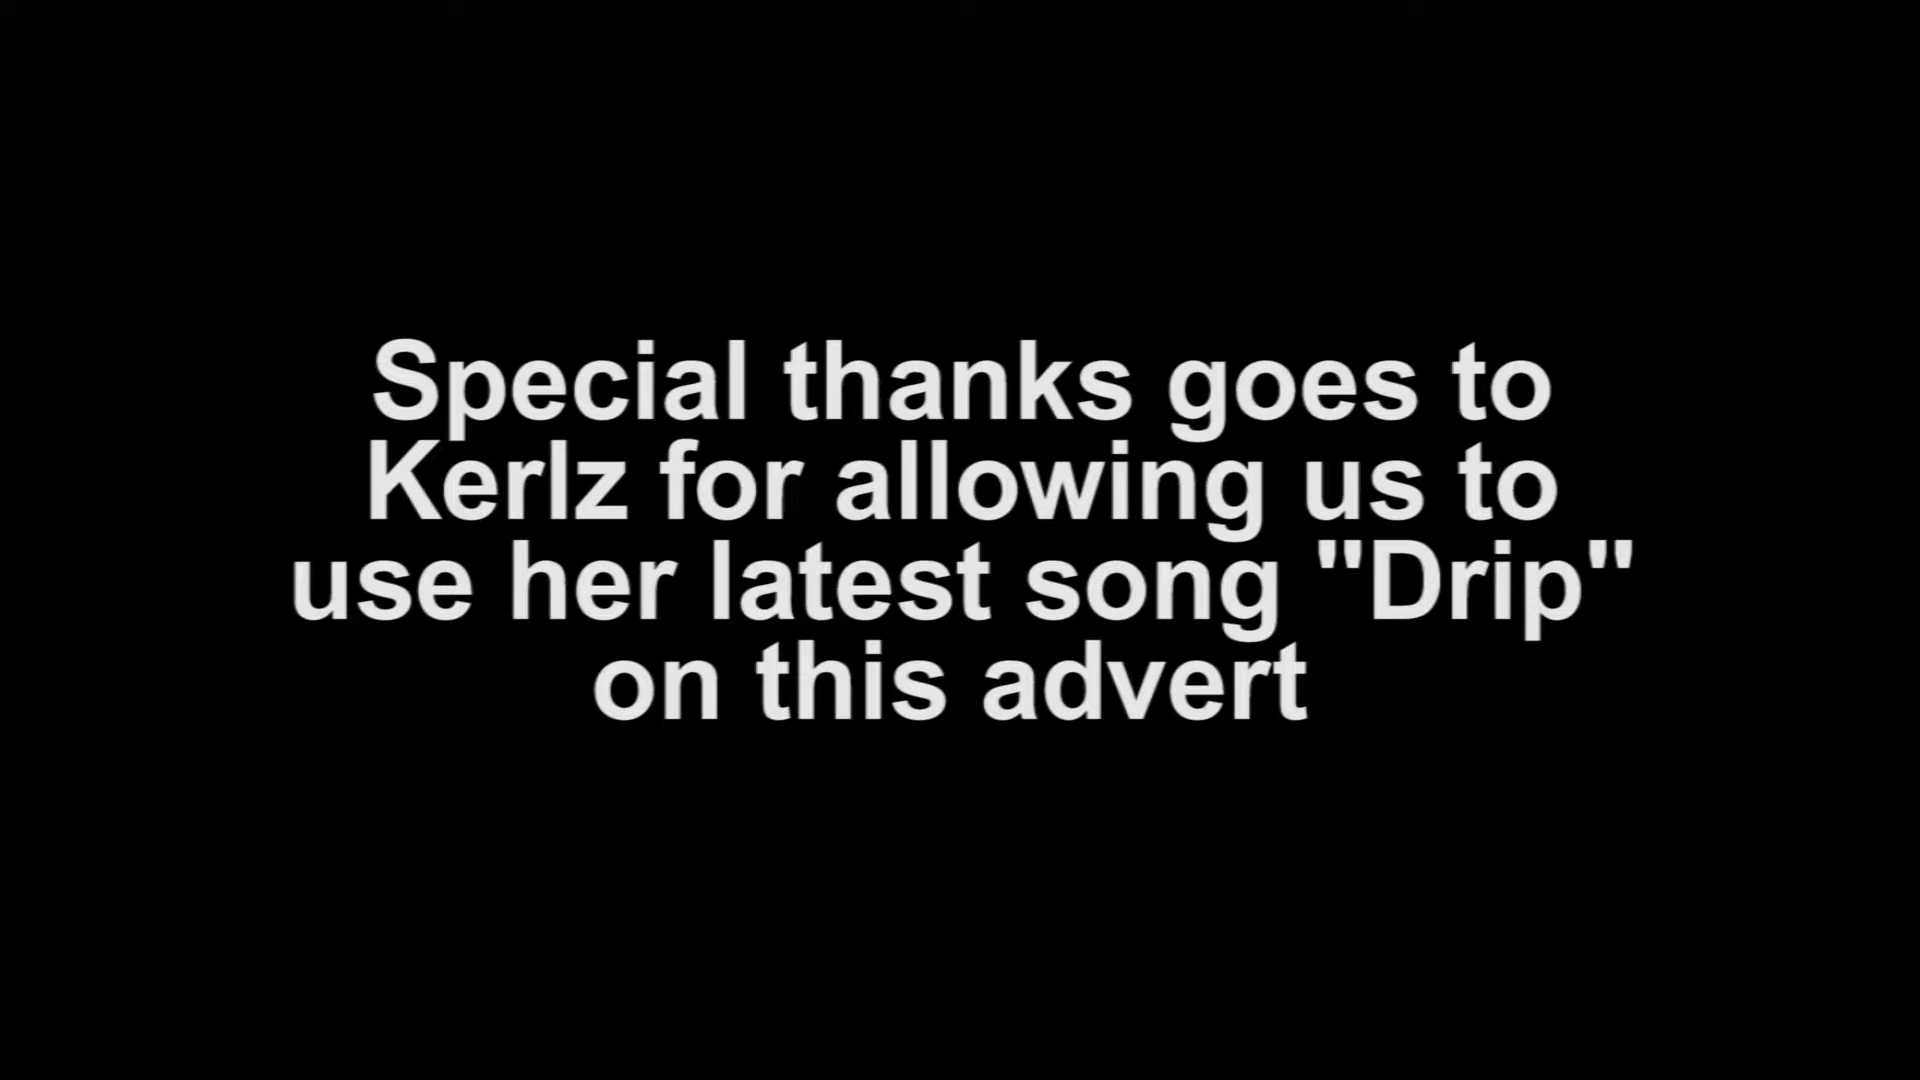 Special thanks goes to
Kerlz for allowing us to
use her latest song "Drip"
on this advert